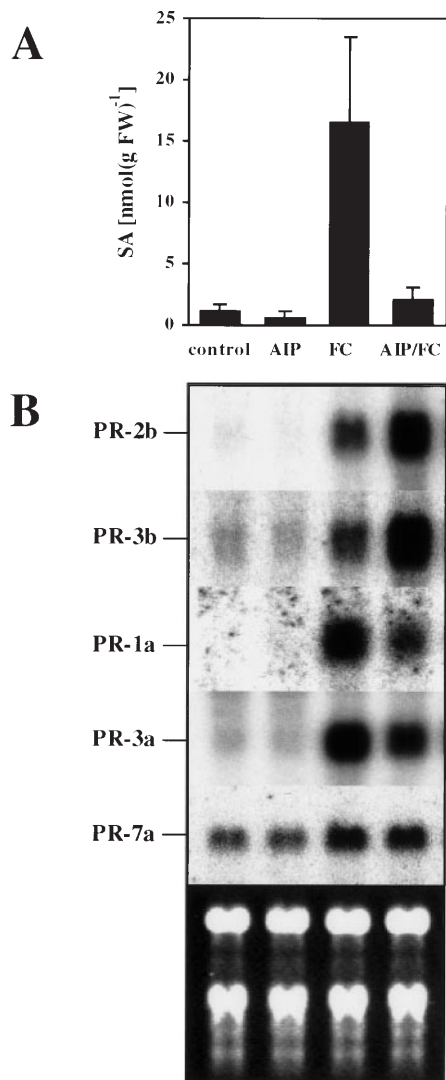 A
SA [nmol(g FW)⁻¹
25
20
15
10
5
0
control AIP FC AIP/FC
B
PR-2b
PR-3b
PR-1a
PR-3a
PR-7a